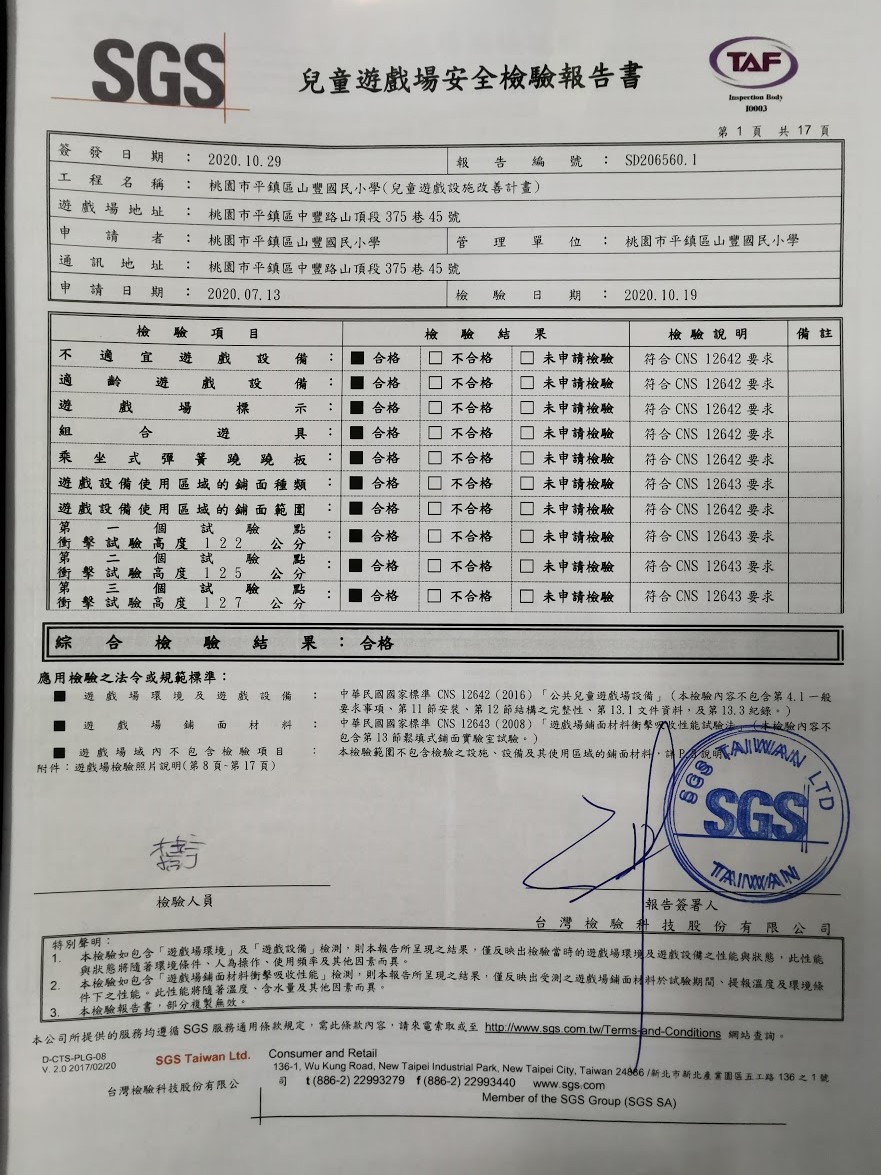 SGS
兒童遊戲場安全檢驗報告書
TAF
Inspection Body
I0003
第 1 頁 共 17 頁
簽發日期 : 2020.10.29 報告編號 : SD206560.1
工程名稱 : 桃園市平鎮區山豐國民小學(兒童遊戲設施改善計畫)
遊戲場地址 : 桃園市平鎮區中豐路山頂段 375 巷 45 號
申請者 : 桃園市平鎮區山豐國民小學 管理單位 : 桃園市平鎮區山豐國民小學
通訊地址 : 桃園市平鎮區中豐路山頂段 375 巷 45 號
申請日期 : 2020.07.13 檢驗日期 : 2020.10.19
檢驗項目 檢驗結果 檢驗說明 備註
不適宜遊戲設備 : ■ 合格 □ 不合格 □ 未申請檢驗 符合 CNS 12642 要求
適齡遊戲設備 : ■ 合格 □ 不合格 □ 未申請檢驗 符合 CNS 12642 要求
遊戲場標示 : ■ 合格 □ 不合格 □ 未申請檢驗 符合 CNS 12642 要求
組合遊具 : ■ 合格 □ 不合格 □ 未申請檢驗 符合 CNS 12642 要求
乘坐式彈簧蹺蹺板 : ■ 合格 □ 不合格 □ 未申請檢驗 符合 CNS 12642 要求
遊戲設備使用區域的鋪面種類 : ■ 合格 □ 不合格 □ 未申請檢驗 符合 CNS 12643 要求
遊戲設備使用區域的鋪面範圍 : ■ 合格 □ 不合格 □ 未申請檢驗 符合 CNS 12642 要求
第一個試驗點
衝擊試驗高度 122 公分 : ■ 合格 □ 不合格 □ 未申請檢驗 符合 CNS 12643 要求
第二個試驗點
衝擊試驗高度 125 公分 : ■ 合格 □ 不合格 □ 未申請檢驗 符合 CNS 12643 要求
第三個試驗點
衝擊試驗高度 127 公分 : ■ 合格 □ 不合格 □ 未申請檢驗 符合 CNS 12643 要求
綜合檢驗結果 : 合格
應用檢驗之法令或規範標準：
■ 遊戲場環境及遊戲設備 : 中華民國國家標準 CNS 12642 (2016)「公共兒童遊戲場設備」(本檢驗內容不包含第 4.1 一般
要求事項、第 11 節安裝、第 12 節結構之完整性、第 13.1 文件資料，及第 13.3 紀錄。)
■ 遊戲場鋪面材料 : 中華民國國家標準 CNS 12643 (2008)「遊戲場鋪面材料衝擊吸收性能試驗法」(本檢驗內容不
包含第 13 節鬆填式鋪面實驗室試驗。)
■ 遊戲場域內不包含檢驗項目 : 本檢驗範圍不包含檢驗之設施、設備及其使用區域的鋪面材料，詳 說明
附件：遊戲場檢驗照片說明(第 8 頁~第 17 頁)
SGS TAIWAN LTD
SGS
TAIWAN
檢驗人員
報告簽署人
台灣檢驗科技股份有限公司
特別聲明：
1. 本檢驗如包含「遊戲場環境」及「遊戲設備」檢測，則本報告所呈現之結果，僅反映出檢驗當時的遊戲場環境及遊戲設備之性能與狀態，此性
能與狀態將隨著環境條件、人為操作、使用頻率及其他因素而異。
2. 本檢驗如包含「遊戲場鋪面材料衝擊吸收性能」檢測，則本報告所呈現之結果，僅反映出受測之遊戲場鋪面材料於試驗期間、提報溫度及環境條
件下之性能。此性能將隨著溫度、含水量及其他因素而異。
3. 本檢驗報告書，部分複製無效。
本公司所提供的服務均遵循 SGS 服務通用條款規定，需此條款內容，請來電索取或至 http://www.sgs.com.tw/Terms-and-Conditions 網站查詢。
D-CTS-PLG-08
V. 2.0 2017/02/20
SGS Taiwan Ltd.
台灣檢驗科技股份有限公
Consumer and Retail
136-1, Wu Kung Road, New Taipei Industrial Park, New Taipei City, Taiwan 24886 /新北市新北產業園區五工路 136 之 1 號
司 t (886-2) 22993279 f (886-2) 22993440 www.sgs.com
Member of the SGS Group (SGS SA)